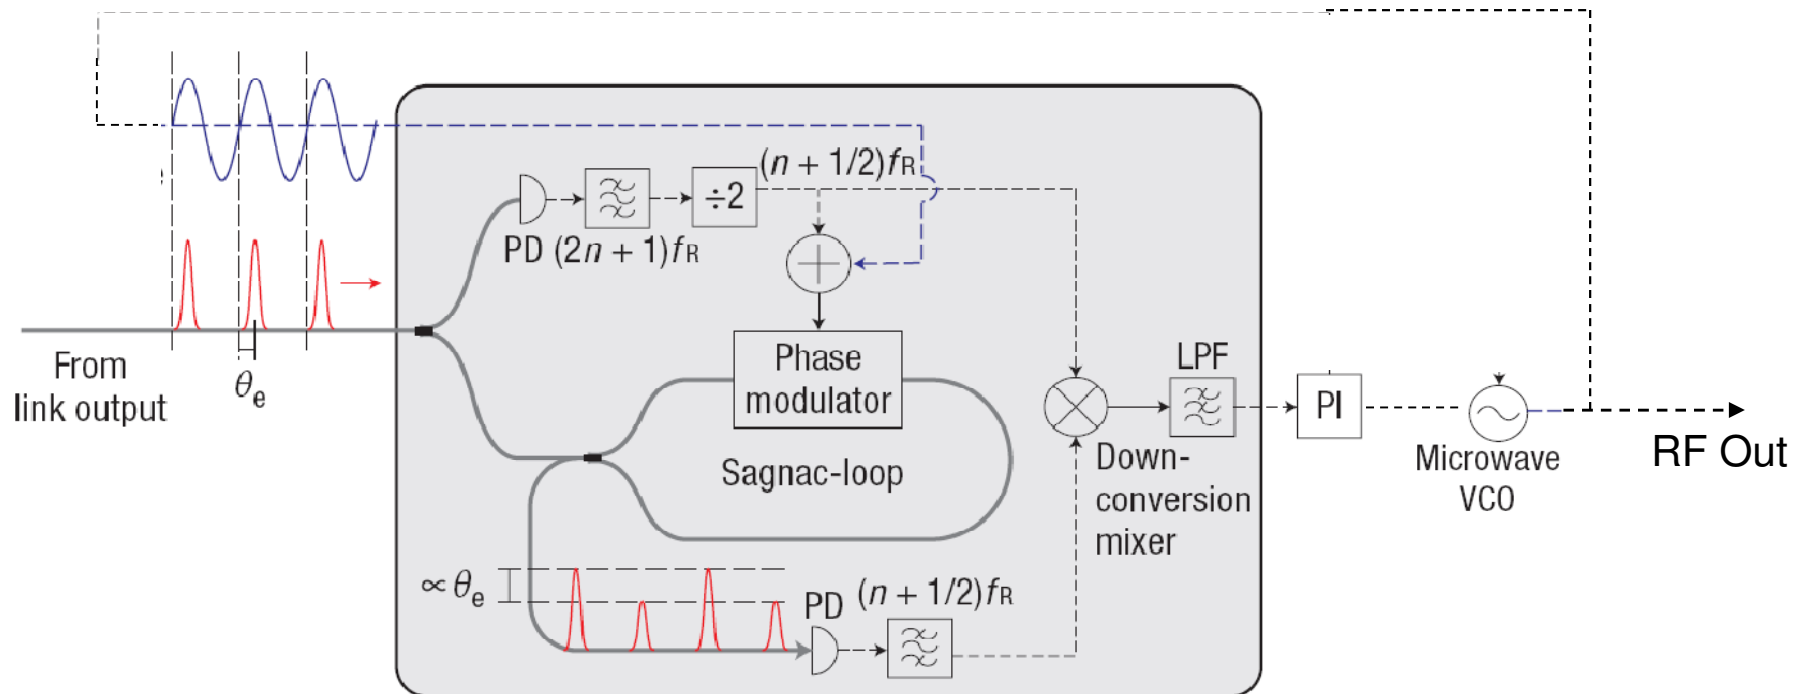 (n + 1/2)fR
÷2
PD (2n + 1)fR
From
link output
θe
Phase
modulator
LPF
PI
Sagnac-loop
Down-
conversion
mixer
Microwave
VCO
RF Out
∝ θe
PD (n + 1/2)fR